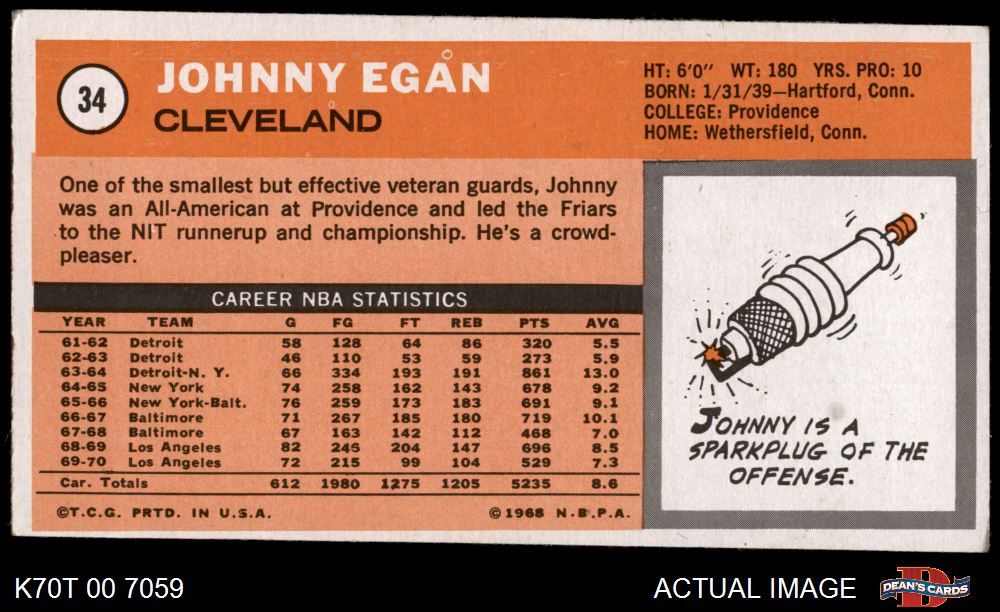 34
JOHNNY EGAN
CLEVELAND
HT: 6'0" WT: 180 YRS. PRO: 10
BORN: 1/31/39—Hartford, Conn.
COLLEGE: Providence
HOME: Wethersfield, Conn.
One of the smallest but effective veteran guards, Johnny
was an All-American at Providence and led the Friars
to the NIT runnerup and championship. He's a crowd-
pleaser.
CAREER NBA STATISTICS
YEAR TEAM G FG FT REB PTS AVG
61-62 Detroit 58 128 64 86 320 5.5
62-63 Detroit 46 110 53 59 273 5.9
63-64 Detroit-N. Y. 66 334 193 191 861 13.0
64-65 New York 74 258 162 143 678 9.2
65-66 New York-Balt. 76 259 173 183 691 9.1
66-67 Baltimore 71 267 185 180 719 10.1
67-68 Baltimore 67 163 142 112 468 7.0
68-69 Los Angeles 82 246 204 147 696 8.5
69-70 Los Angeles 72 215 99 104 529 7.3
Car. Totals 612 1980 1275 1205 5235 8.6
©T.C.G. PRTD. IN U.S.A. ©1968 N.B.P.A.
JOHNNY IS A
SPARKPLUG OF THE
OFFENSE.
K70T 00 7059
ACTUAL IMAGE
D
DEAN'S CARDS